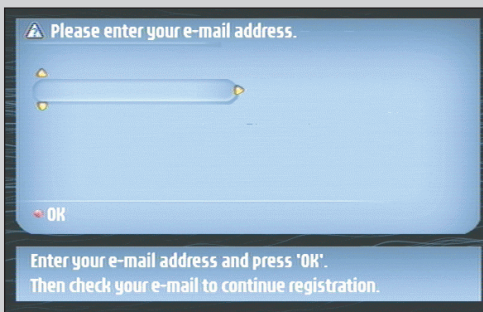 Please enter your e-mail address.
OK
Enter your e-mail address and press 'OK'.
Then check your e-mail to continue registration.